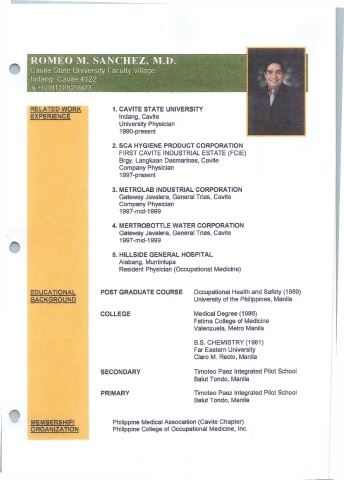 ROMEO M. SANCHEZ, M.D.
Cavite State University Faculty Village
Indang, Cavite 4122
RELATED WORK
EXPERIENCE
1. CAVITE STATE UNIVERSITY
Indang, Cavite
University Physician
1990-present
2. SCA HYGIENE PRODUCT CORPORATION
FIRST CAVITE INDUSTRIAL ESTATE (FCIE)
Brgy. Langkaan Dasmarinas, Cavite
Company Physician
1997-present
3. METROLAB INDUSTRIAL CORPORATION
Gateway Javalera, General Trias, Cavite
Company Physician
1997-mid-1999
4. METROBOTTLE WATER CORPORATION
Gateway Javalera, General Trias, Cavite
1997-mid-1999
5. HILLSIDE GENERAL HOSPITAL
Alabang, Muntinlupa
Resident Physician (Occupational Medicine)
EDUCATIONAL
BACKGROUND
POST GRADUATE COURSE Occupational Health and Safety (1989)
University of the Philippines, Manila
COLLEGE Medical Degree (1986)
Fatima College of Medicine
Valenzuela, Metro Manila
B.S. CHEMISTRY (1981)
Far Eastern University
Claro M. Recto, Manila
SECONDARY Timoteo Paez Integrated Pilot School
Balut Tondo, Manila
PRIMARY Timoteo Paez Integrated Pilot School
Balut Tondo, Manila
MEMBERSHIP/
ORGANIZATION
Philippine Medical Association (Cavite Chapter)
Philippine College of Occupational Medicine, Inc.